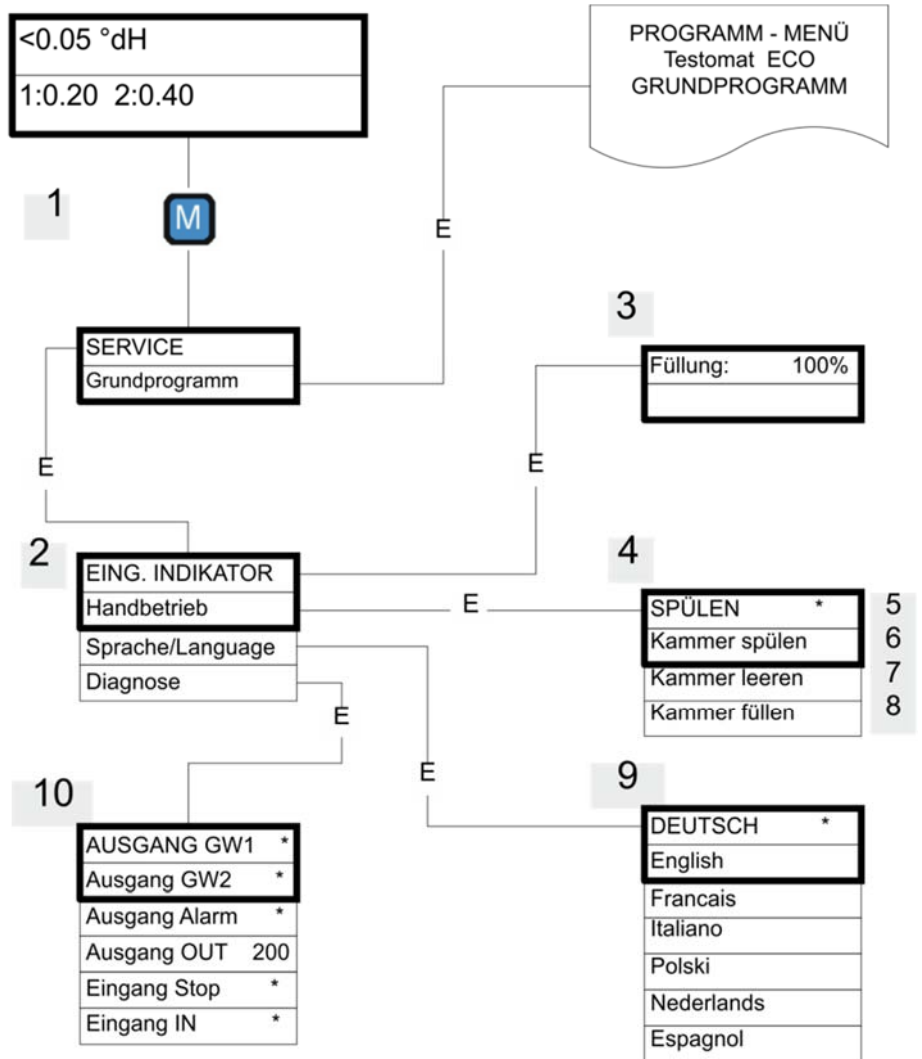 <0.05 °dH
1:0.20 2:0.40
PROGRAMM - MENÜ
Testomat ECO
GRUNDPROGRAMM
1
M
E
SERVICE
Grundprogramm
3
Füllung: 100%
E
E
2
EING. INDIKATOR
Handbetrieb
Sprache/Language
Diagnose
E
4
SPÜLEN * 5
Kammer spülen 6
Kammer leeren 7
Kammer füllen 8
E
E
10
AUSGANG GW1 *
Ausgang GW2 *
Ausgang Alarm *
Ausgang OUT 200
Eingang Stop *
Eingang IN *
9
DEUTSCH *
English
Francais
Italiano
Polski
Nederlands
Espagnol